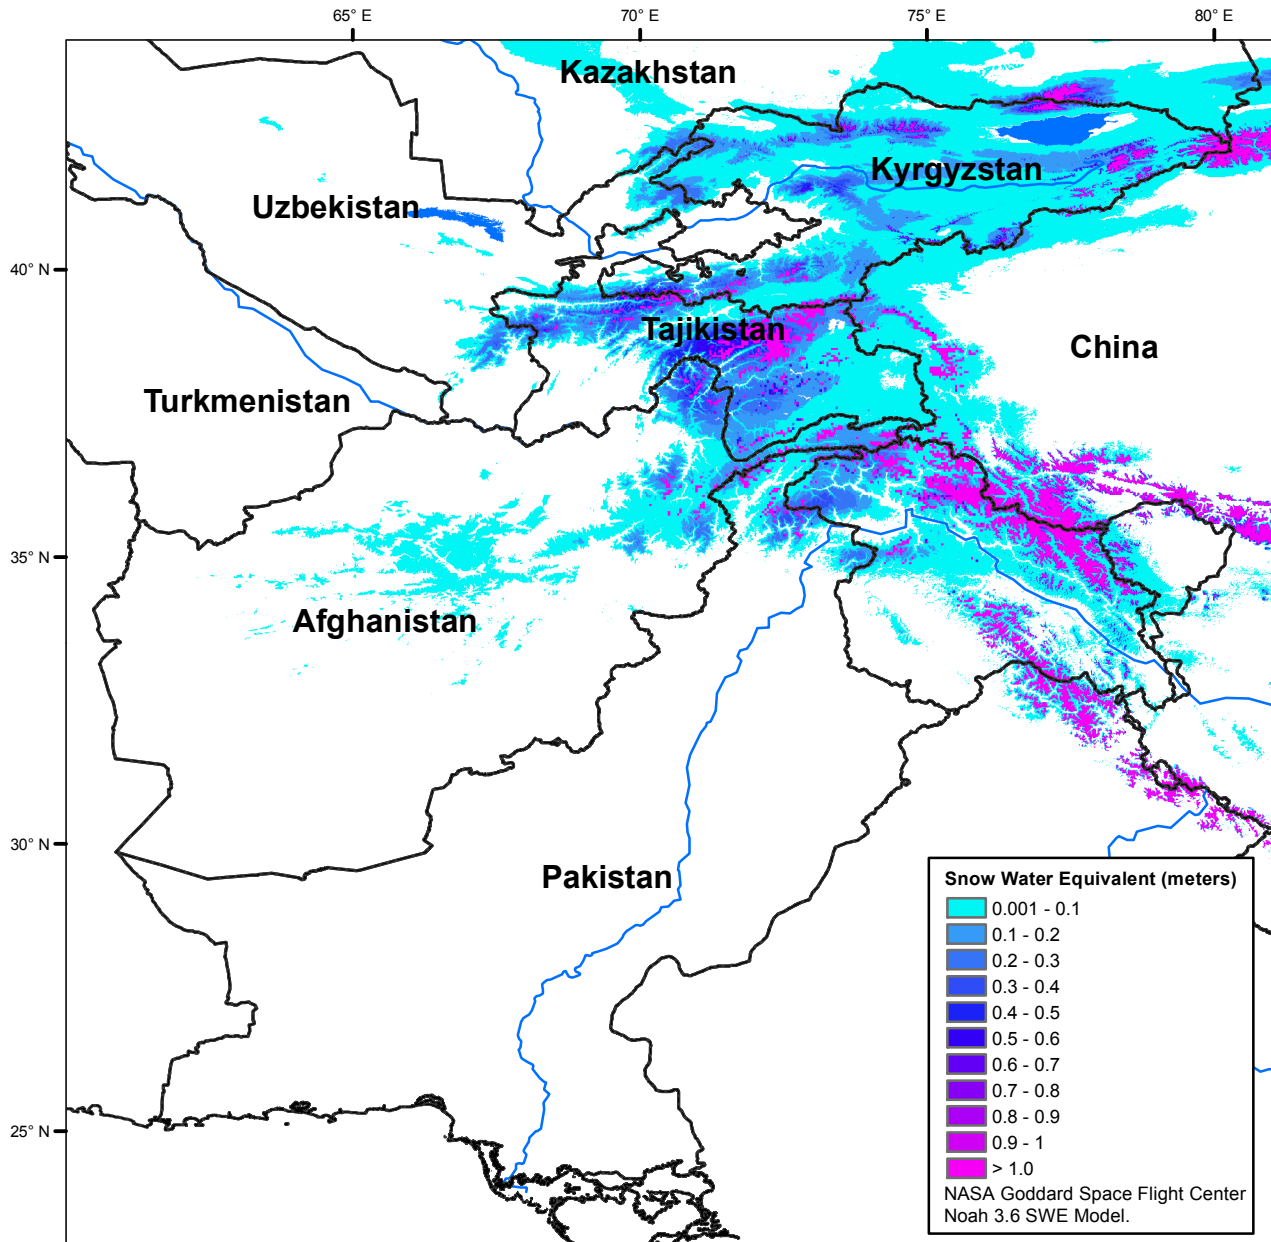 65° E
70° E
75° E
80° E
Kazakhstan
Kyrgyzstan
Uzbekistan
40° N
Tajikistan
China
Turkmenistan
35° N
Afghanistan
30° N
Pakistan
25° N
Snow Water Equivalent (meters)
0.001 - 0.1
0.1 - 0.2
0.2 - 0.3
0.3 - 0.4
0.4 - 0.5
0.5 - 0.6
0.6 - 0.7
0.7 - 0.8
0.8 - 0.9
0.9 - 1
> 1.0
NASA Goddard Space Flight Center
Noah 3.6 SWE Model.